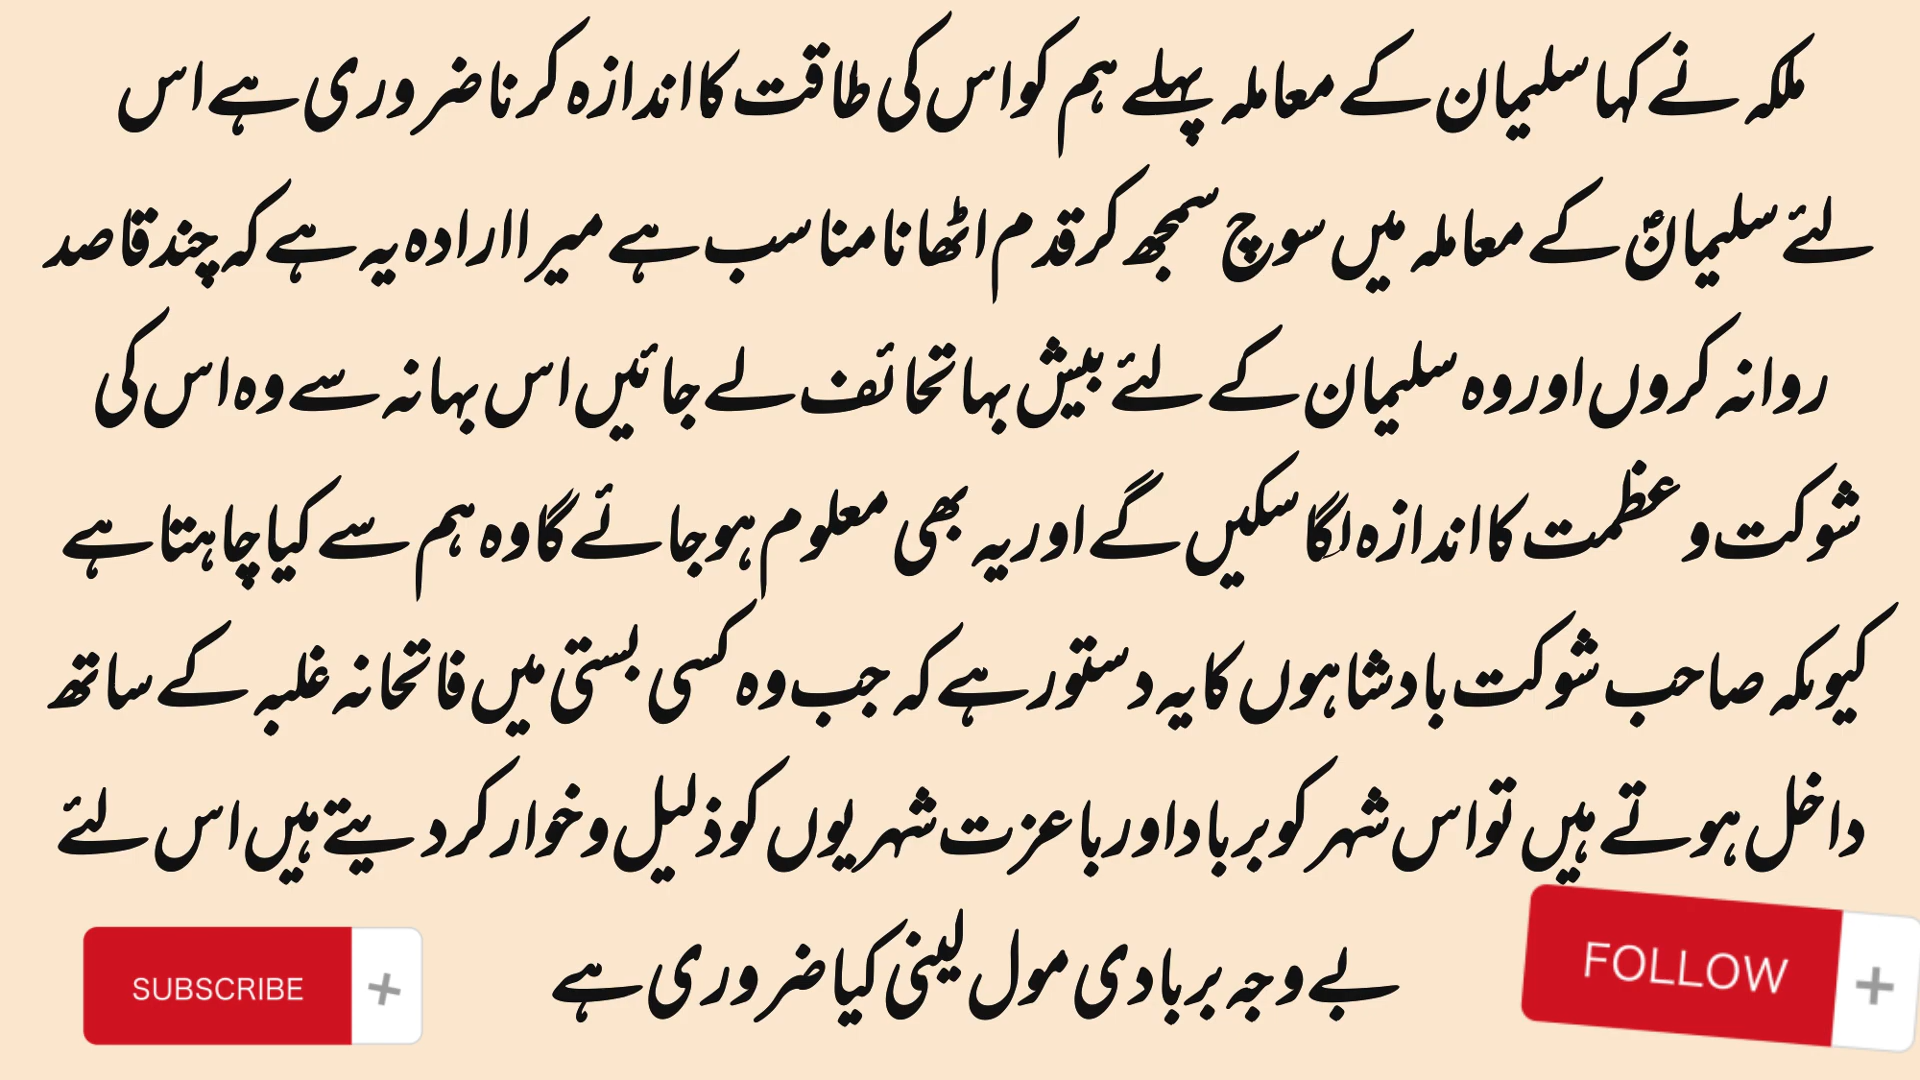 ملکہ نے کہا سلیمان کے معاملہ پہلے ہم کو اس کی طاقت کا اندازہ کرنا ضروری ہے اس
لئے سلیمانؑ کے معاملہ میں سوچ سمجھ کر قدم اٹھانا مناسب ہے میرا ارادہ یہ ہے کہ چند قاصد
روانہ کروں اور وہ سلیمان کے لئے بیش بہا تحائف لے جائیں اس بہانہ سے وہ اس کی
شوکت و عظمت کا اندازہ لگا سکیں گے اور یہ بھی معلوم ہو جائے گا وہ ہم سے کیا چاہتا ہے
کیونکہ صاحب شوکت بادشاہوں کا یہ دستور ہے کہ جب وہ کسی بستی میں فاتحانہ غلبہ کے ساتھ
داخل ہوتے ہیں تو اس شہر کو برباد اور باعزت شہریوں کو ذلیل و خوار کر دیتے ہیں اس لئے
بے وجہ بربادی مول لینی کیا ضروری ہے
SUBSCRIBE +
FOLLOW +